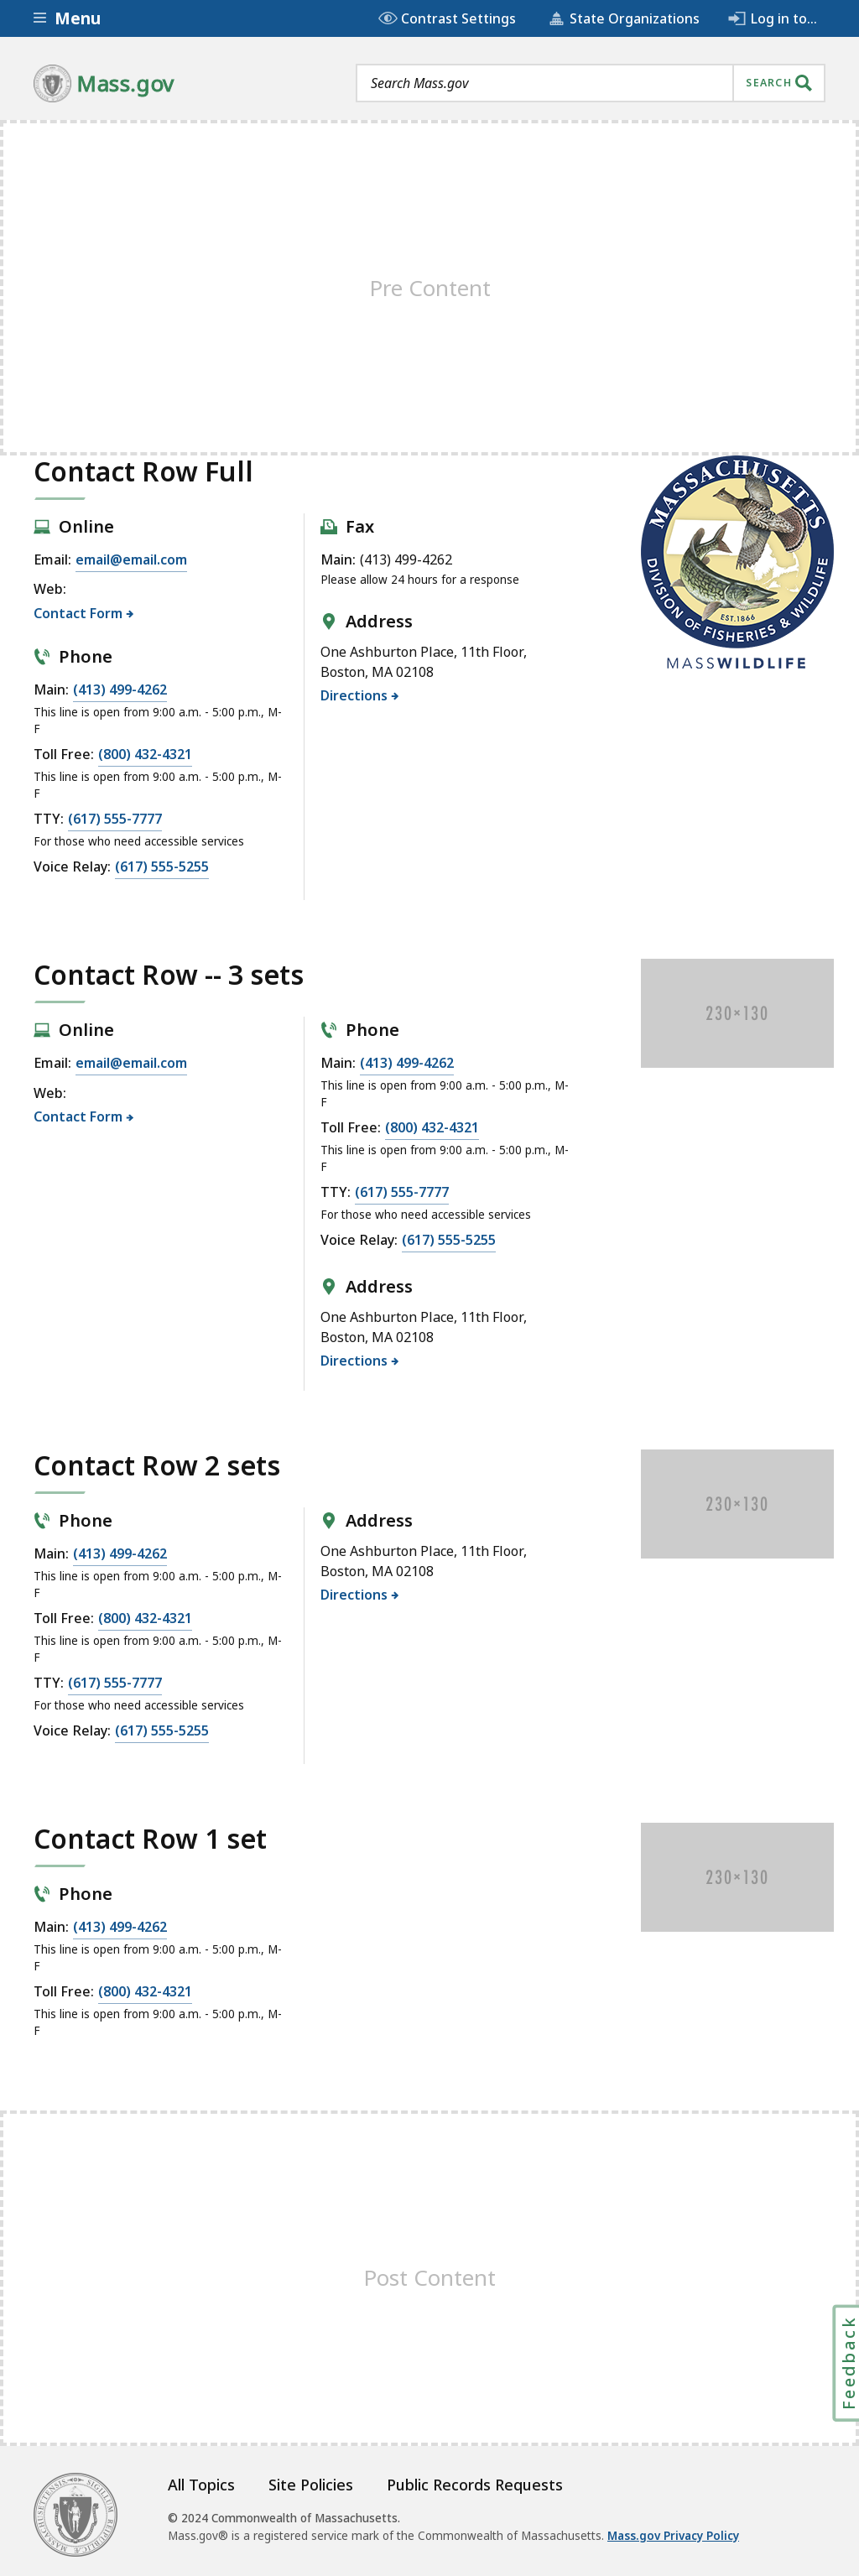 Menu
Contrast Settings
State Organizations
Log in to...
Mass.gov
Search Mass.gov
SEARCH
Pre Content
Contact Row Full
Online
Email: email@email.com
Web:
Contact Form
Phone
Main: (413) 499-4262
This line is open from 9:00 a.m. - 5:00 p.m., M-
F
Toll Free: (800) 432-4321
This line is open from 9:00 a.m. - 5:00 p.m., M-
F
TTY: (617) 555-7777
For those who need accessible services
Voice Relay: (617) 555-5255
Fax
Main: (413) 499-4262
Please allow 24 hours for a response
Address
One Ashburton Place, 11th Floor,
Boston, MA 02108
Directions
MASSACHUSETTS
DIVISION OF FISHERIES & WILDLIFE
EST.1866
MASSWILDLIFE
Contact Row -- 3 sets
Online
Email: email@email.com
Web:
Contact Form
Phone
Main: (413) 499-4262
This line is open from 9:00 a.m. - 5:00 p.m., M-
F
Toll Free: (800) 432-4321
This line is open from 9:00 a.m. - 5:00 p.m., M-
F
TTY: (617) 555-7777
For those who need accessible services
Voice Relay: (617) 555-5255
Address
One Ashburton Place, 11th Floor,
Boston, MA 02108
Directions
230×130
Contact Row 2 sets
Phone
Main: (413) 499-4262
This line is open from 9:00 a.m. - 5:00 p.m., M-
F
Toll Free: (800) 432-4321
This line is open from 9:00 a.m. - 5:00 p.m., M-
F
TTY: (617) 555-7777
For those who need accessible services
Voice Relay: (617) 555-5255
Address
One Ashburton Place, 11th Floor,
Boston, MA 02108
Directions
230×130
Contact Row 1 set
Phone
Main: (413) 499-4262
This line is open from 9:00 a.m. - 5:00 p.m., M-
F
Toll Free: (800) 432-4321
This line is open from 9:00 a.m. - 5:00 p.m., M-
F
230×130
Post Content
Feedback
All Topics
Site Policies
Public Records Requests
© 2024 Commonwealth of Massachusetts.
Mass.gov® is a registered service mark of the Commonwealth of Massachusetts. Mass.gov Privacy Policy